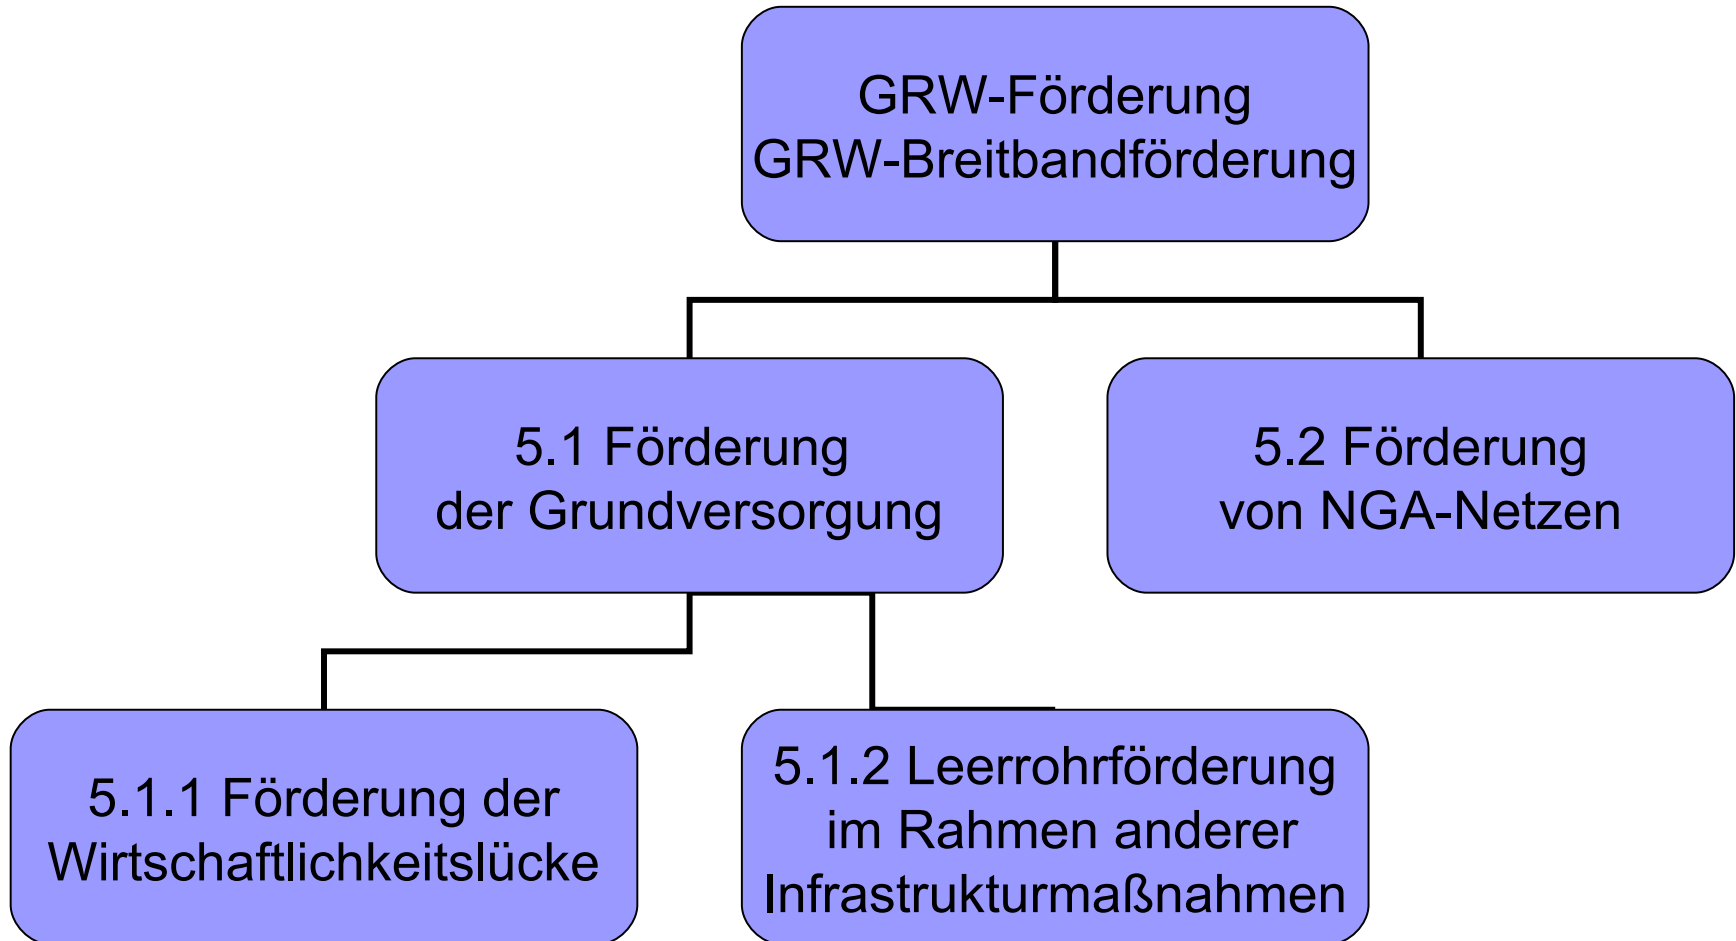 GRW-Förderung
GRW-Breitbandförderung
5.1 Förderung
der Grundversorgung
5.2 Förderung
von NGA-Netzen
5.1.1 Förderung der
Wirtschaftlichkeitslücke
5.1.2 Leerrohrförderung
im Rahmen anderer
Infrastrukturmaßnahmen